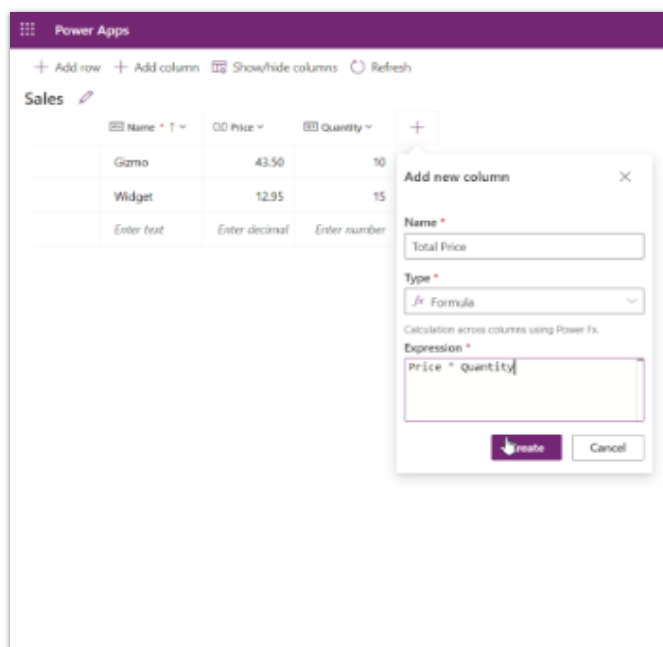 Power Apps
+ Add row + Add column Show/hide columns Refresh
Sales
Name * ↑ Price Quantity +
Gizmo 43.50 10
Widget 12.95 15
Enter text Enter decimal Enter number
Add new column ×
Name *
Total Price
Type *
fx Formula
Calculation across columns using Power Fx.
Expression *
Price * Quantity
Create Cancel